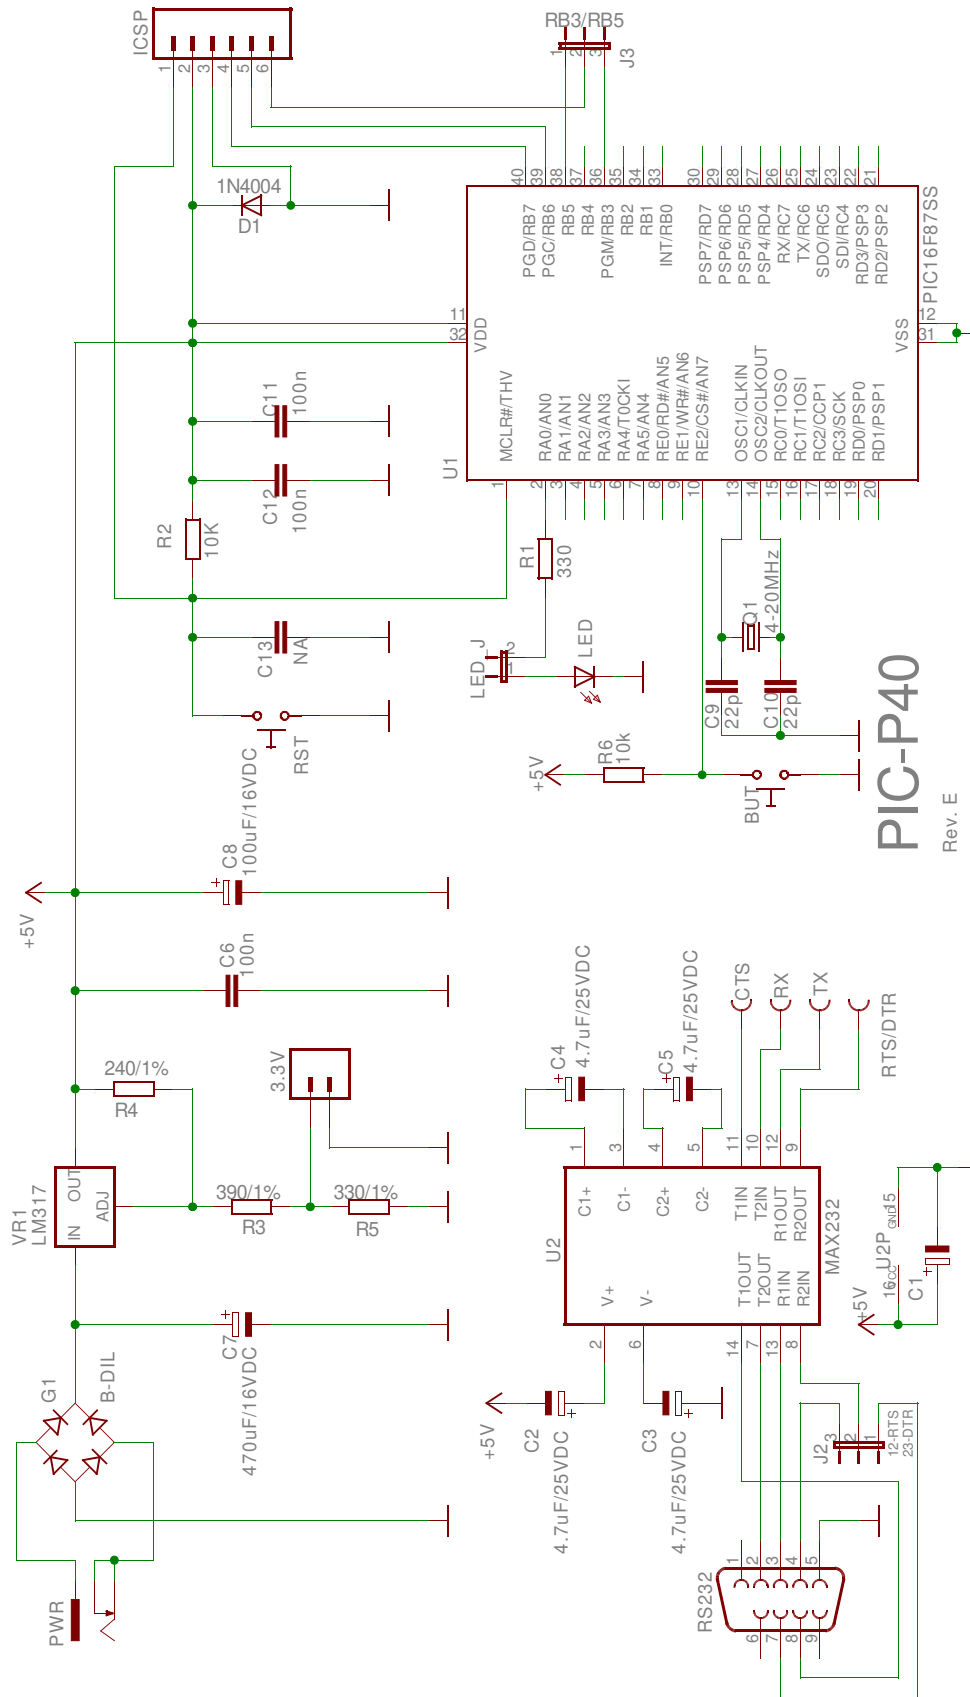 ICSP
1
2
3
4
5
6
RB3/RB5
1
2
3
J3
1N4004
D1
40
39
38
37
36
35
34
33
30
29
28
27
26
25
24
23
22
21
PGD/RB7
PGC/RB6
RB5
RB4
PGM/RB3
RB2
RB1
INT/RB0
PSP7/RD7
PSP6/RD6
PSP5/RD5
PSP4/RD4
RX/RC7
TX/RC6
SDO/RC5
SDI/RC4
RD3/PSP3
RD2/PSP2
PIC16F87SS
11
32
VDD
12
31
VSS
U1
MCLR#/THV
RA0/AN0
RA1/AN1
RA2/AN2
RA3/AN3
RA4/T0CKI
RA5/AN4
RE0/RD#/AN5
RE1/WR#/AN6
RE2/CS#/AN7
OSC1/CLKIN
OSC2/CLKOUT
RC0/T1OSO
RC1/T1OSI
RC2/CCP1
RC3/SCK
RD0/PSP0
RD1/PSP1
1
2
3
4
5
6
7
8
9
10
13
14
15
16
17
18
19
20
C11
100n
C12
100n
R2
10K
R1
330
C13
NA
LED_J
2
1
LED
Q1
4-20MHz
C9
22p
C10
22p
RST
+5V
R6
10k
BUT
PIC-P40
Rev. E
+5V
C8
100uF/16VDC
C6
100n
240/1%
R4
3.3V
VR1
LM317
IN
OUT
ADJ
390/1%
R3
330/1%
R5
C7
470uF/16VDC
G1
B-DIL
PWR
C4
4.7uF/25VDC
C5
4.7uF/25VDC
CTS
RX
TX
RTS/DTR
1
3
4
5
11
10
12
9
C1+
C1-
C2+
C2-
T1IN
T2IN
R1OUT
R2OUT
U2
MAX232
V+
V-
T1OUT
T2OUT
R1IN
R2IN
2
6
14
7
13
8
U2P
GND
15
16
VCC
C1
+5V
+5V
C2
4.7uF/25VDC
C3
4.7uF/25VDC
J2
3
2
1
12-RTS
23-DTR
RS232
1
2
3
4
5
6
7
8
9